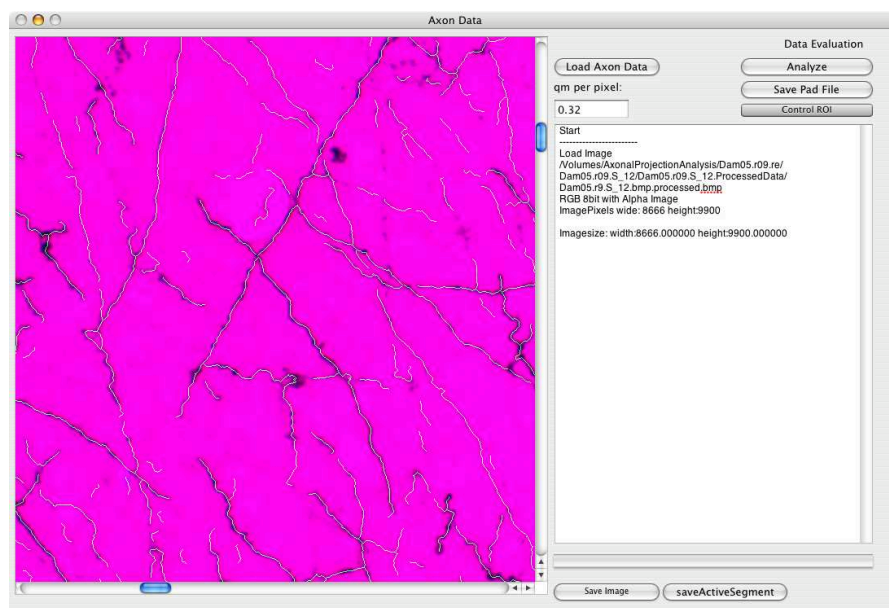 Axon Data
Data Evaluation
Load Axon Data
Analyze
qm per pixel:
Save Pad File
0.32
Control ROI
Start
------------------------
Load Image
/Volumes/AxonalProjectionAnalysis/Dam05.r09.re/
Dam05.r09.S_12/Dam05.r09.S_12.ProcessedData/
Dam05.r9.S_12.bmp.processed.bmp
RGB 8bit with Alpha Image
ImagePixels wide: 8666 height:9900
Imagesize: width:8666.000000 height:9900.000000
Save Image
saveActiveSegment